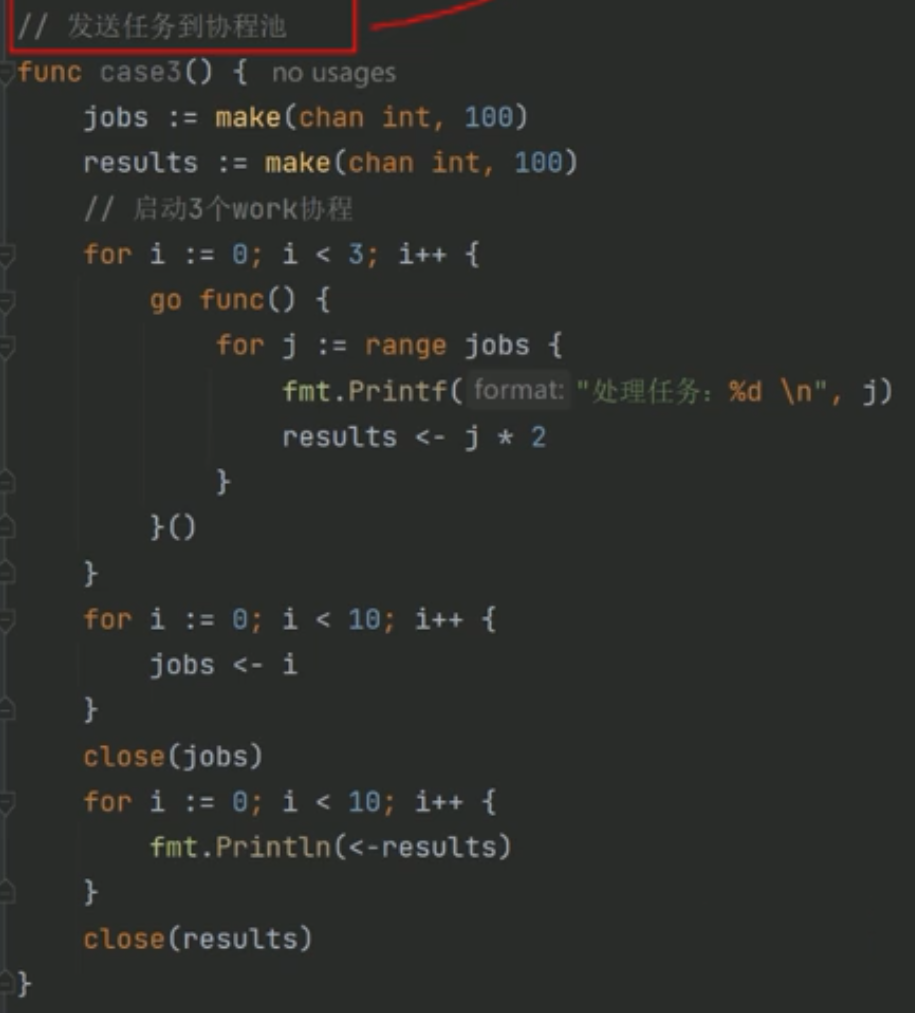 // 发送任务到协程池
func case3() { no usages
jobs := make(chan int, 100)
results := make(chan int, 100)
// 启动3个work协程
for i := 0; i < 3; i++ {
go func() {
for j := range jobs {
fmt.Printf( format: "处理任务：%d \n", j)
results <- j * 2
}
}()
}
for i := 0; i < 10; i++ {
jobs <- i
}
close(jobs)
for i := 0; i < 10; i++ {
fmt.Println(<-results)
}
close(results)
}